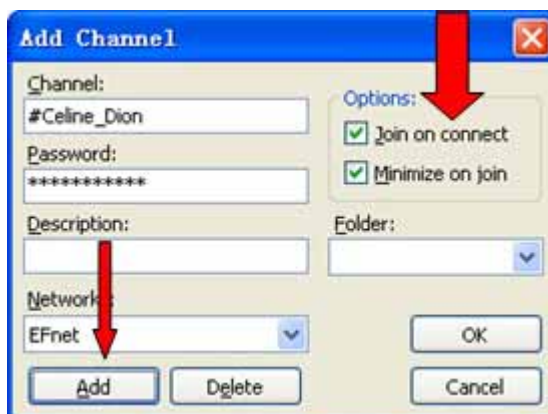 Add Channel
Channel:
#Celine_Dion
Password:
***********
Description:
Network:
EFnet
Add
Delete
Options:
Join on connect
Minimize on join
Folder:
OK
Cancel